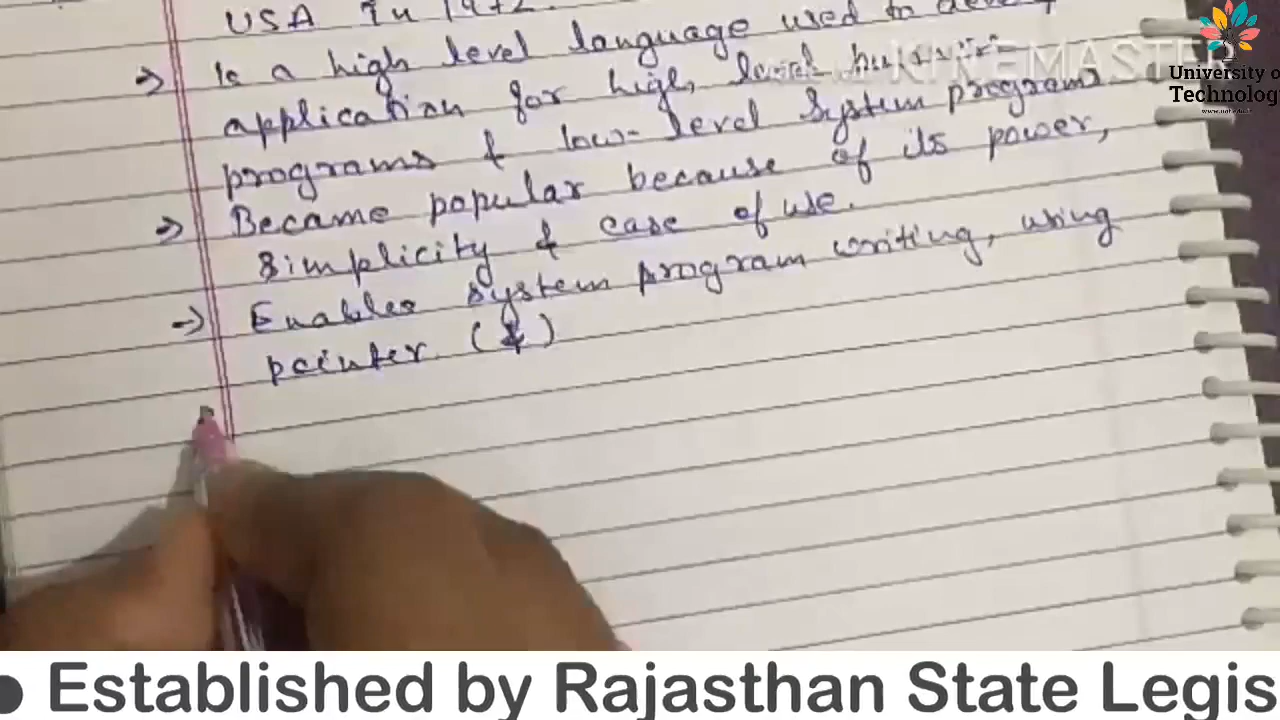 USA In 1972.
→ Is a high level language used to develop
application for high level business
programs & low-level system programs
→ Became popular because of its power,
simplicity & ease of use.
→ Enables system program writing, using
pointer. (*)
KINEMASTER
University of
Technology
● Established by Rajasthan State Legis